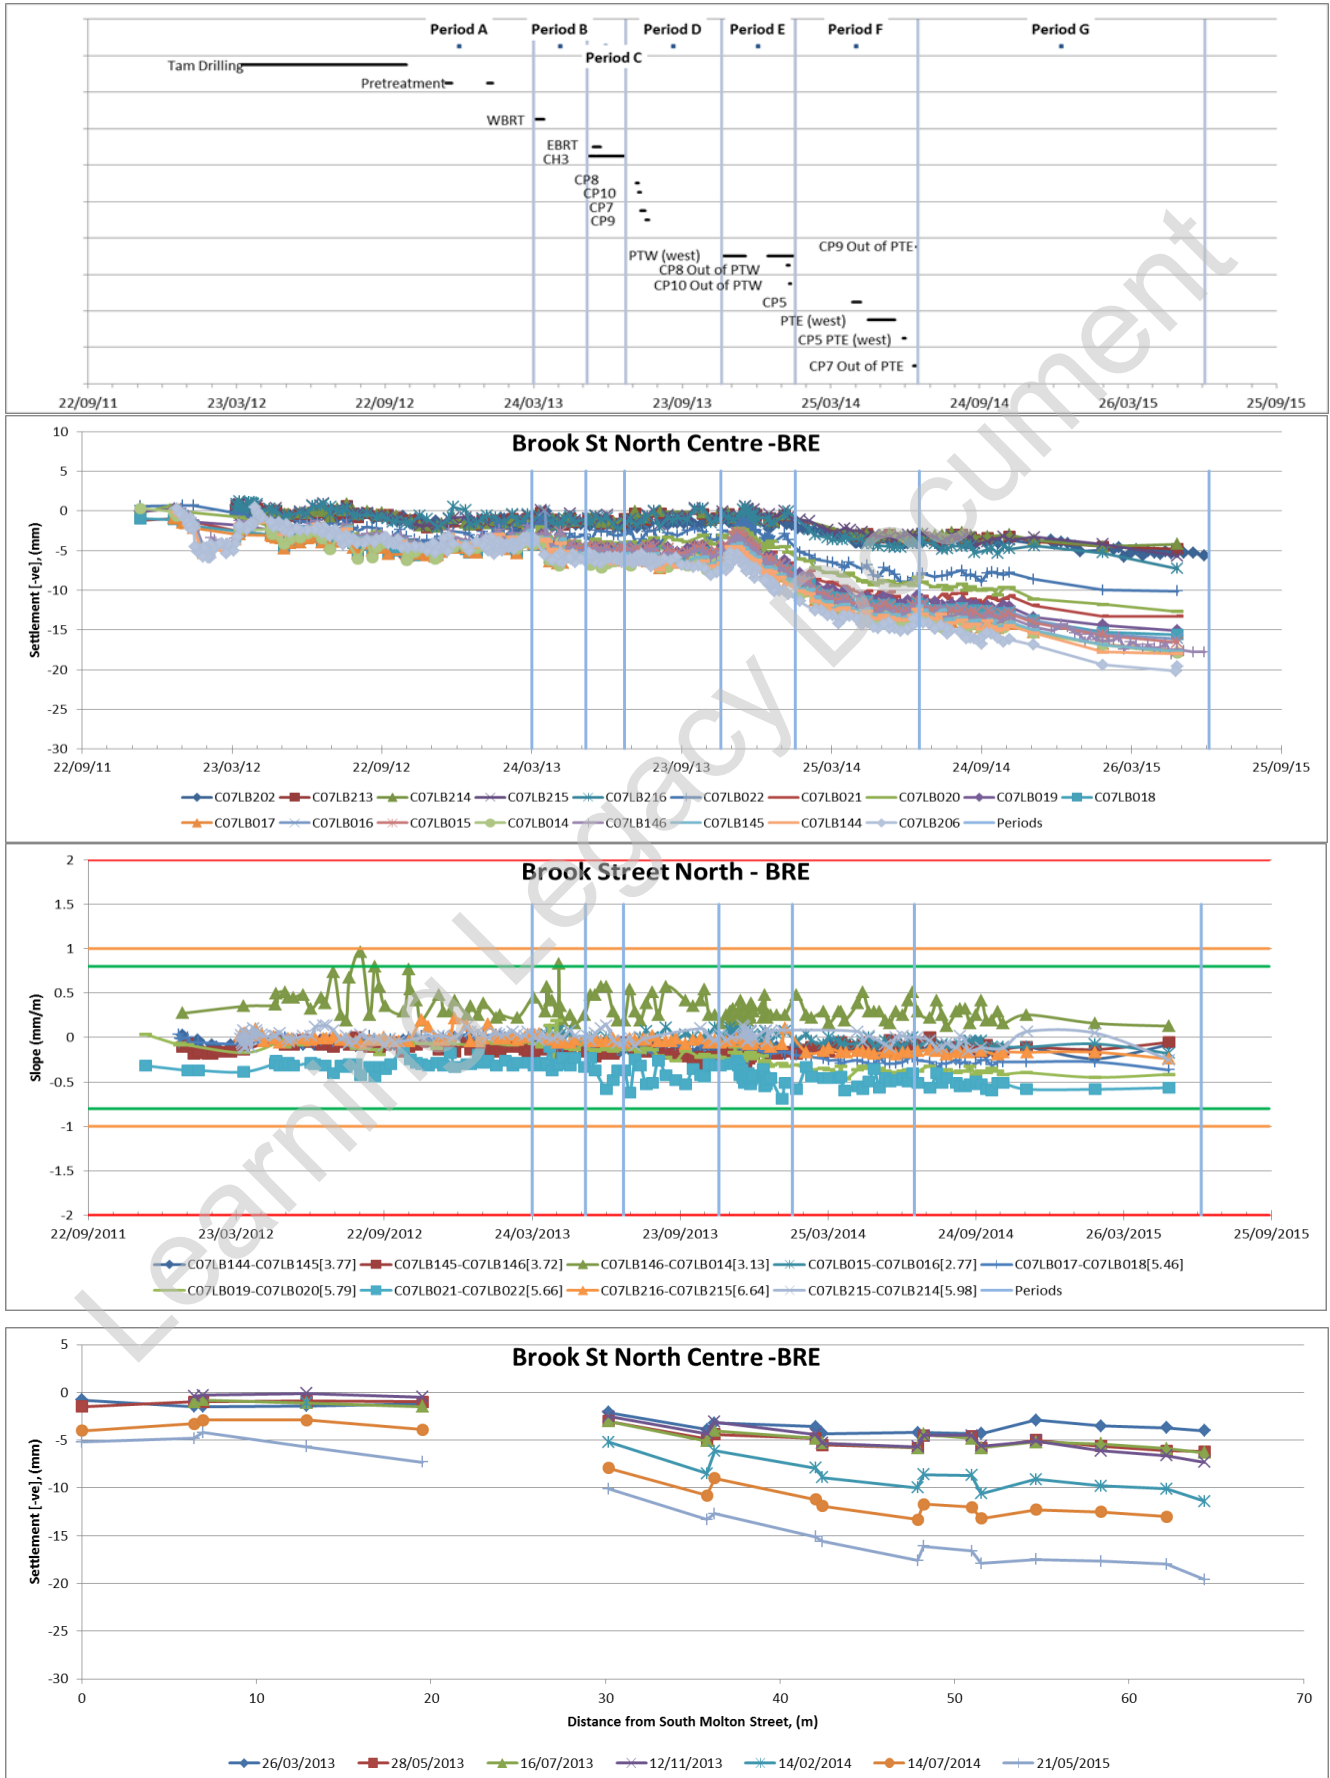 Period A Period B Period D Period E Period F Period G
Period C
Tam Drilling
Pretreatment
WBRT
EBRT
CH3
CP8
CP10
CP7
CP9
CP9 Out of PTE
PTW (west)
CP8 Out of PTW
CP10 Out of PTW
CP5
PTE (west)
CP5 PTE (west)
CP7 Out of PTE
22/09/11 23/03/12 22/09/12 24/03/13 23/09/13 25/03/14 24/09/14 26/03/15 25/09/15
Brook St North Centre -BRE
10
5
0
-5
-10
-15
-20
-25
-30
Settlement [-ve], (mm)
22/09/11 23/03/12 22/09/12 24/03/13 23/09/13 25/03/14 24/09/14 26/03/15 25/09/15
C07LB202 C07LB213 C07LB214 C07LB215 C07LB216 C07LB022 C07LB021 C07LB020 C07LB019 C07LB018
C07LB017 C07LB016 C07LB015 C07LB014 C07LB146 C07LB145 C07LB144 C07LB206 Periods
Brook Street North - BRE
2
1.5
1
0.5
0
-0.5
-1
-1.5
-2
Slope (mm/m)
22/09/2011 23/03/2012 22/09/2012 24/03/2013 23/09/2013 25/03/2014 24/09/2014 26/03/2015 25/09/2015
C07LB144-C07LB145[3.77] C07LB145-C07LB146[3.72] C07LB146-C07LB014[3.13] C07LB015-C07LB016[2.77] C07LB017-C07LB018[5.46]
C07LB019-C07LB020[5.79] C07LB021-C07LB022[5.66] C07LB216-C07LB215[6.64] C07LB215-C07LB214[5.98] Periods
Brook St North Centre -BRE
5
0
-5
-10
-15
-20
-25
-30
Settlement [-ve], (mm)
0 10 20 30 40 50 60 70
Distance from South Molton Street, (m)
26/03/2013 28/05/2013 16/07/2013 12/11/2013 14/02/2014 14/07/2014 21/05/2015
Learning Legacy Document